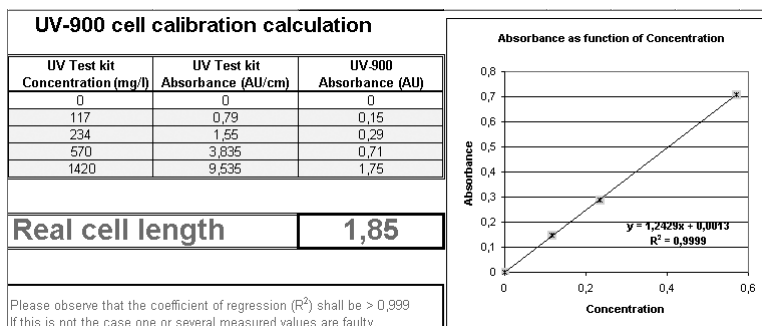 UV-900 cell calibration calculation
UV Test kit UV Test kit UV-900
Concentration (mg/l) Absorbance (AU/cm) Absorbance (AU)
0 0 0
117 0,79 0,15
234 1,55 0,29
570 3,835 0,71
1420 9,535 1,75
Real cell length 1,85
Please observe that the coefficient of regression (R²) shall be > 0,999
If this is not the case one or several measured values are faulty
Absorbance as function of Concentration
Absorbance
0,8
0,7
0,6
0,5
0,4
0,3
0,2
0,1
0
y = 1,2429x + 0,0013
R² = 0,9999
0 0,2 0,4 0,6
Concentration